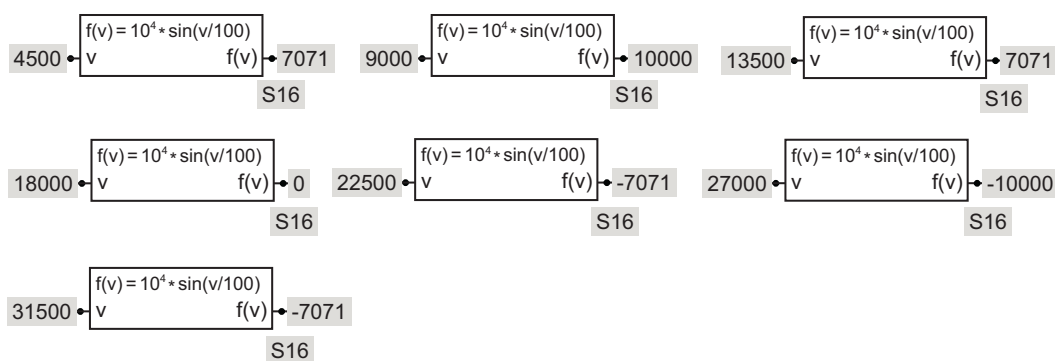 f(v) = 10⁴ * sin(v/100)
4500 v f(v) 7071
S16
f(v) = 10⁴ * sin(v/100)
9000 v f(v) 10000
S16
f(v) = 10⁴ * sin(v/100)
13500 v f(v) 7071
S16
f(v) = 10⁴ * sin(v/100)
18000 v f(v) 0
S16
f(v) = 10⁴ * sin(v/100)
22500 v f(v) -7071
S16
f(v) = 10⁴ * sin(v/100)
27000 v f(v) -10000
S16
f(v) = 10⁴ * sin(v/100)
31500 v f(v) -7071
S16